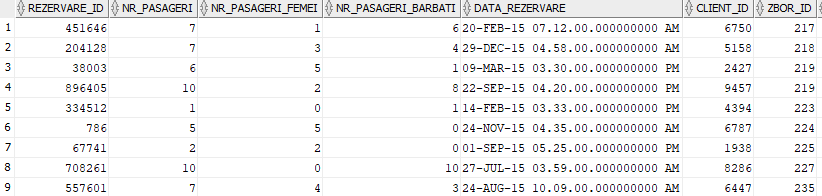 REZERVARE_ID NR_PASAGERI NR_PASAGERI_FEMEI NR_PASAGERI_BARBATI DATA_REZERVARE CLIENT_ID ZBOR_ID
1 451646 7 1 6 20-FEB-15 07.12.00.000000000 AM 6750 217
2 204128 7 3 4 29-DEC-15 04.58.00.000000000 AM 5158 218
3 38003 6 5 1 09-MAR-15 03.30.00.000000000 PM 2427 219
4 896405 10 2 8 22-SEP-15 04.20.00.000000000 PM 9457 219
5 334512 1 0 1 14-FEB-15 03.33.00.000000000 PM 4394 223
6 786 5 5 0 24-NOV-15 04.35.00.000000000 AM 6787 224
7 67741 2 2 0 01-SEP-15 05.25.00.000000000 PM 1938 225
8 708261 10 0 10 27-JUL-15 03.59.00.000000000 AM 8286 227
9 557601 7 4 3 24-AUG-15 10.09.00.000000000 AM 6447 235